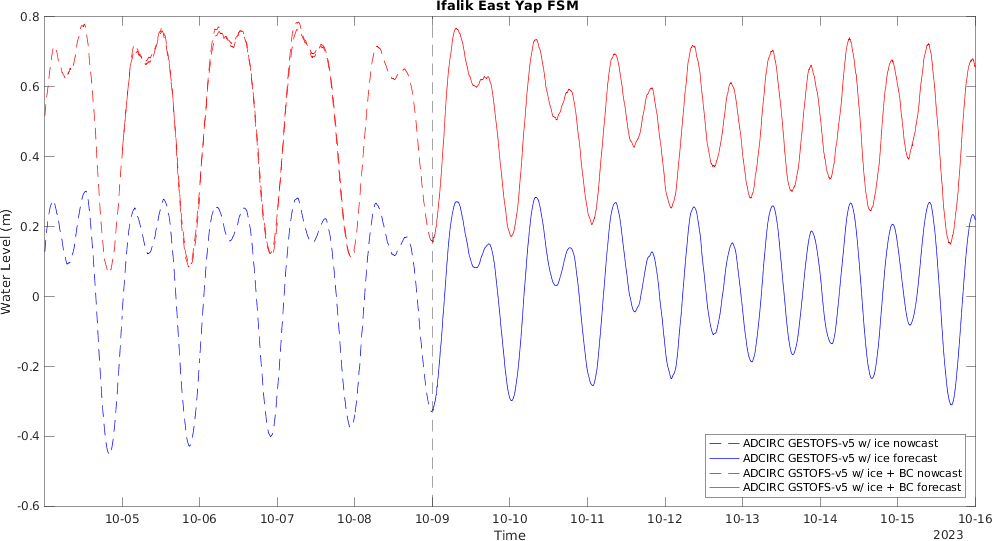 Ifalik East Yap FSM
0.8
0.6
0.4
0.2
0
-0.2
-0.4
-0.6
Water Level (m)
ADCIRC GESTOFS-v5 w/ ice nowcast
ADCIRC GESTOFS-v5 w/ ice forecast
ADCIRC GSTOFS-v5 w/ ice + BC nowcast
ADCIRC GSTOFS-v5 w/ ice + BC forecast
10-05 10-06 10-07 10-08 10-09 10-10 10-11 10-12 10-13 10-14 10-15 10-16
Time
2023